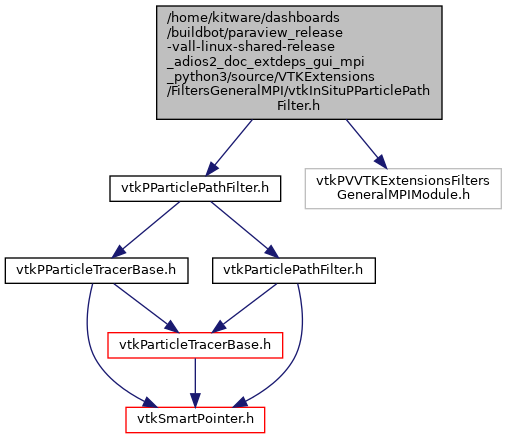 /home/kitware/dashboards
/buildbot/paraview_release
-vall-linux-shared-release
_adios2_doc_extdeps_gui_mpi
_python3/source/VTKExtensions
/FiltersGeneralMPI/vtkInSituPParticlePath
Filter.h
vtkPParticlePathFilter.h
vtkPVVTKExtensionsFilters
GeneralMPIModule.h
vtkPParticleTracerBase.h
vtkParticlePathFilter.h
vtkParticleTracerBase.h
vtkSmartPointer.h